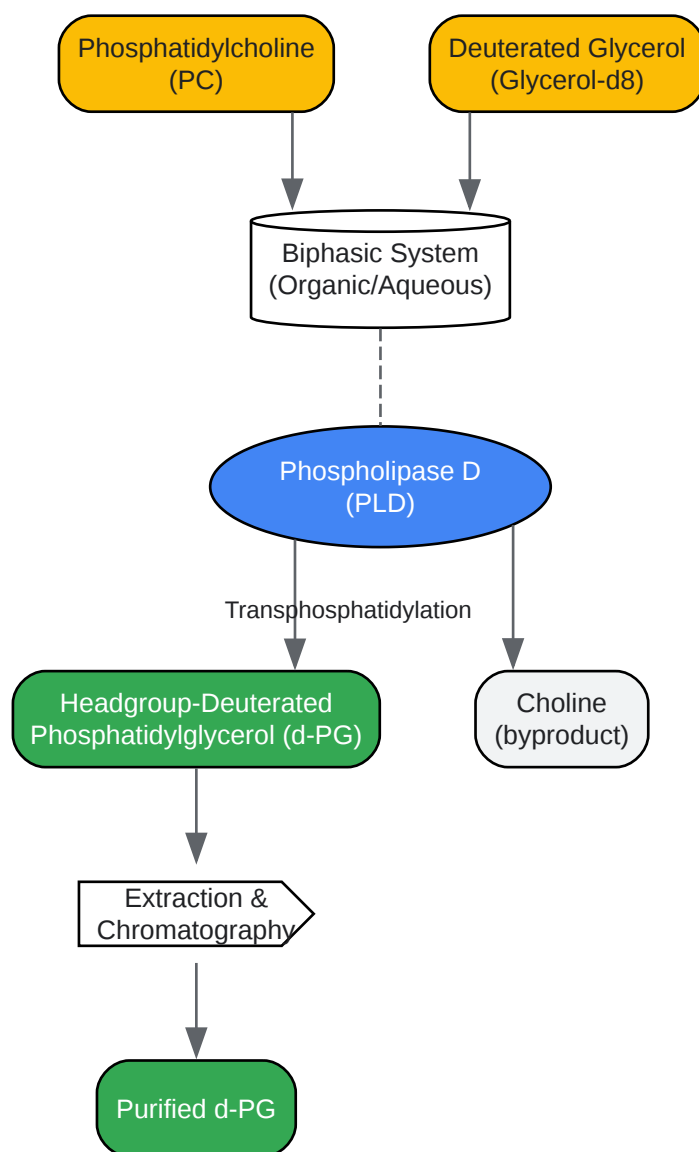 Phosphatidylcholine
(PC)
Deuterated Glycerol
(Glycerol-d8)
Biphasic System
(Organic/Aqueous)
Phospholipase D
(PLD)
Transphosphatidylation
Headgroup-Deuterated
Phosphatidylglycerol (d-PG)
Choline
(byproduct)
Extraction &
Chromatography
Purified d-PG